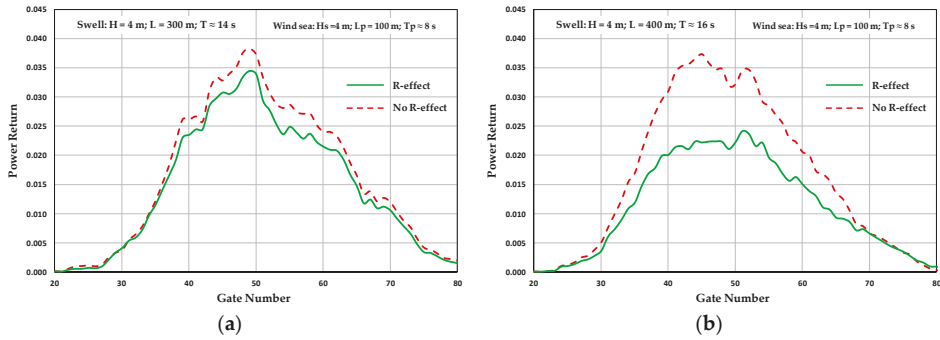 Swell: H = 4 m; L = 300 m; T ≈ 14 s
Wind sea: Hs =4 m; Lp = 100 m; Tp ≈ 8 s
0.045
0.040
0.035
0.030
0.025
0.020
0.015
0.010
0.005
0.000
Power Return
R-effect
No R-effect
20 30 40 50 60 70 80
Gate Number
(a)
Swell: H = 4 m; L = 400 m; T ≈ 16 s
Wind sea: Hs=4 m; Lp = 100 m; Tp ≈ 8 s
0.045
0.040
0.035
0.030
0.025
0.020
0.015
0.010
0.005
0.000
Power Return
R-effect
No R-effect
20 30 40 50 60 70 80
Gate Number
(b)